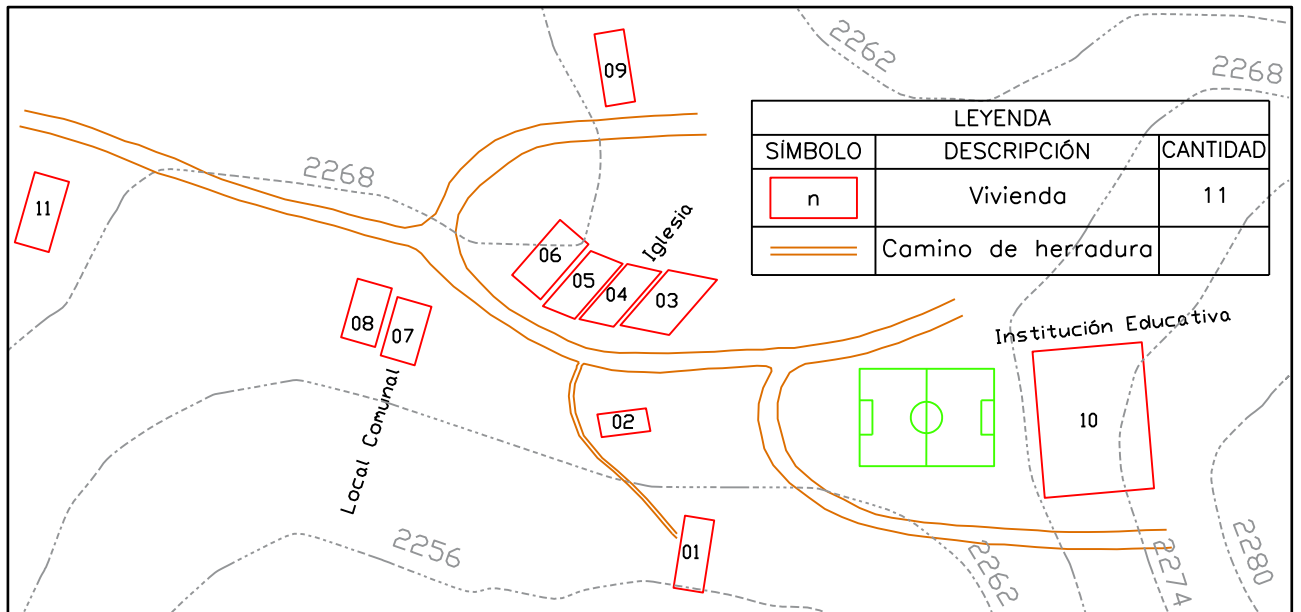 2262
2268
09
LEYENDA
SÍMBOLO DESCRIPCIÓN CANTIDAD
n Vivienda 11
Camino de herradura
2268
11
Iglesia
06
05
04
03
08
07
Institución Educativa
Local Comunal
02
10
01
2256
2262
2274
2280